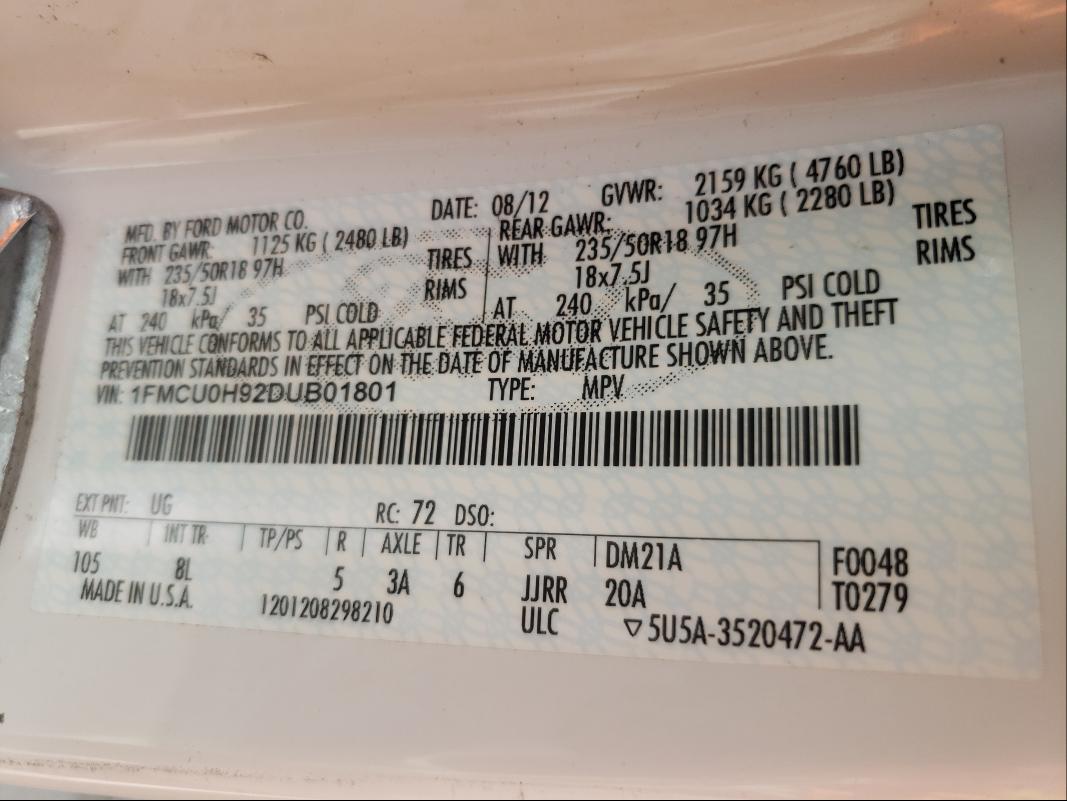 MFD. BY FORD MOTOR CO. DATE: 08/12 GVWR: 2159 KG ( 4760 LB)
FRONT GAWR: 1125 KG ( 2480 LB) REAR GAWR: 1034 KG ( 2280 LB)
WITH 235/50R18 97H TIRES WITH 235/50R18 97H TIRES
18x7.5J RIMS 18x7.5J RIMS
AT 240 kPa/ 35 PSI COLD AT 240 kPa/ 35 PSI COLD
THIS VEHICLE CONFORMS TO ALL APPLICABLE FEDERAL MOTOR VEHICLE SAFETY AND THEFT
PREVENTION STANDARDS IN EFFECT ON THE DATE OF MANUFACTURE SHOWN ABOVE.
VIN: 1FMCU0H92DUB01801 TYPE: MPV
EXT PNT: UG RC: 72 DSO:
WB INT TR TP/PS R AXLE TR SPR DM21A F0048
105 8L 5 3A 6 JJRR 20A T0279
MADE IN U.S.A. 1201208298210 ULC ▽5U5A-3520472-AA